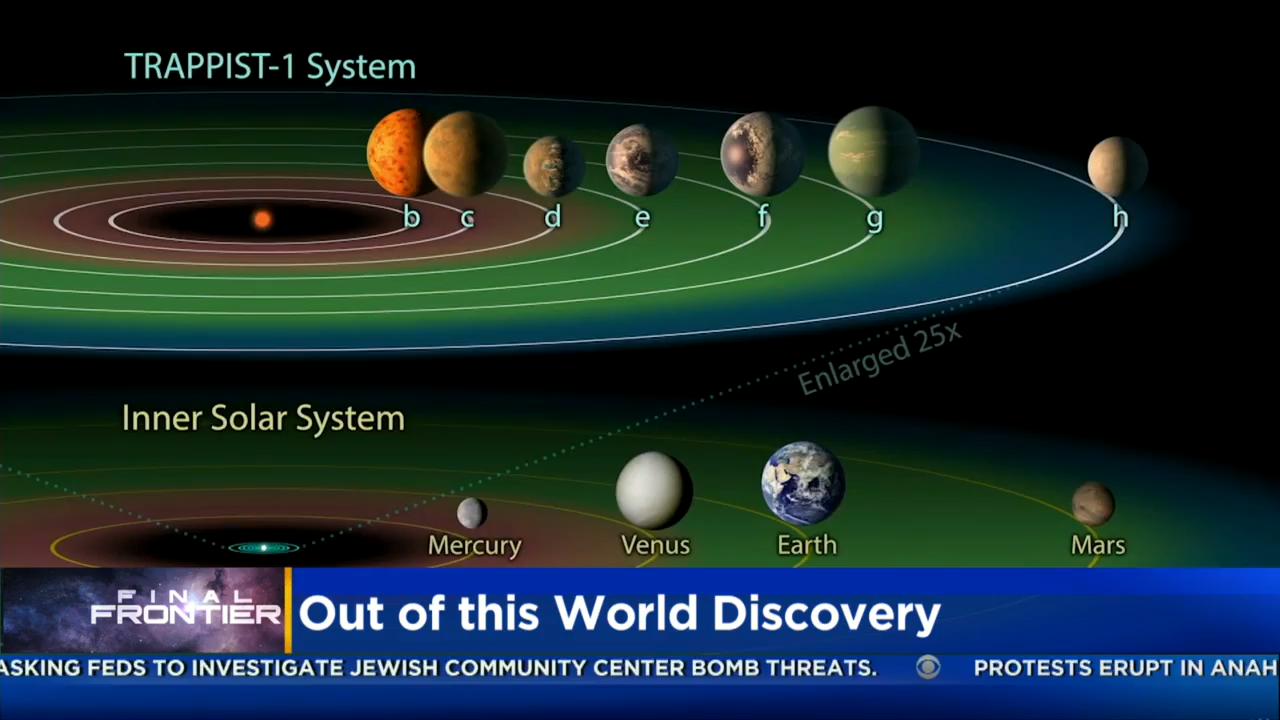 TRAPPIST-1 System
b c d e f g h
Enlarged 25x
Inner Solar System
Mercury Venus Earth Mars
FINAL
FRONTIER
Out of this World Discovery
ASKING FEDS TO INVESTIGATE JEWISH COMMUNITY CENTER BOMB THREATS. PROTESTS ERUPT IN ANAH